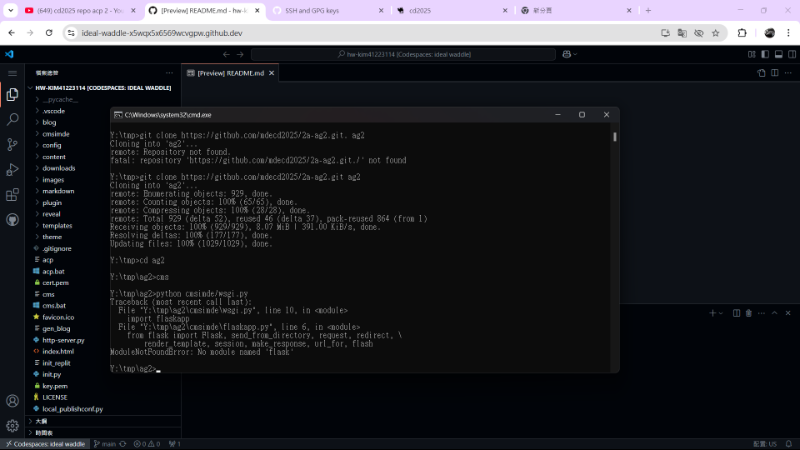 (649) cd2025 repo acp 2 - You
[Preview] README.md - hw-k
SSH and GPG keys
cd2025
新分頁
ideal-waddle-x5wqx5x6569wcvgpw.github.dev
hw-kim41223114 [Codespaces: ideal waddle]
檔案總管
[Preview] README.md
HW-KIM41223114 [CODESPACES: IDEAL WADDLE]
__pycache__
.vscode
blog
cmsimde
config
content
downloads
images
markdown
plugin
reveal
templates
theme
.gitignore
acp
acp.bat
cert.pem
cms
cms.bat
favicon.ico
gen_blog
http-server.py
index.html
init_replit
init.py
key.pem
LICENSE
local_publishconf.py
大綱
時間表
C:\Windows\system32\cmd.exe
Y:\tmp>git clone https://github.com/mdecd2025/2a-ag2.git. ag2
Cloning into 'ag2'...
remote: Repository not found.
fatal: repository 'https://github.com/mdecd2025/2a-ag2.git./' not found
Y:\tmp>git clone https://github.com/mdecd2025/2a-ag2.git ag2
Cloning into 'ag2'...
remote: Enumerating objects: 929, done.
remote: Counting objects: 100% (65/65), done.
remote: Compressing objects: 100% (28/28), done.
remote: Total 929 (delta 52), reused 46 (delta 37), pack-reused 864 (from 1)
Receiving objects: 100% (929/929), 8.07 MiB | 391.00 KiB/s, done.
Resolving deltas: 100% (177/177), done.
Updating files: 100% (1029/1029), done.
Y:\tmp>cd ag2
Y:\tmp\ag2>cms
Y:\tmp\ag2>python cmsimde/wsgi.py
Traceback (most recent call last):
File "Y:\tmp\ag2\cmsimde\wsgi.py", line 10, in <module>
import flaskapp
File "Y:\tmp\ag2\cmsimde\flaskapp.py", line 6, in <module>
from flask import Flask, send_from_directory, request, redirect, \
render_template, session, make_response, url_for, flash
ModuleNotFoundError: No module named 'flask'
Y:\tmp\ag2>
Codespaces: ideal waddle
main
0
0
1
配置: US